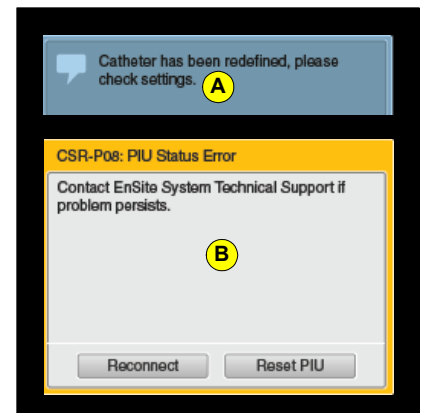 Catheter has been redefined, please
check settings.
A
CSR-P08: PIU Status Error
Contact EnSite System Technical Support if
problem persists.
B
Reconnect
Reset PIU